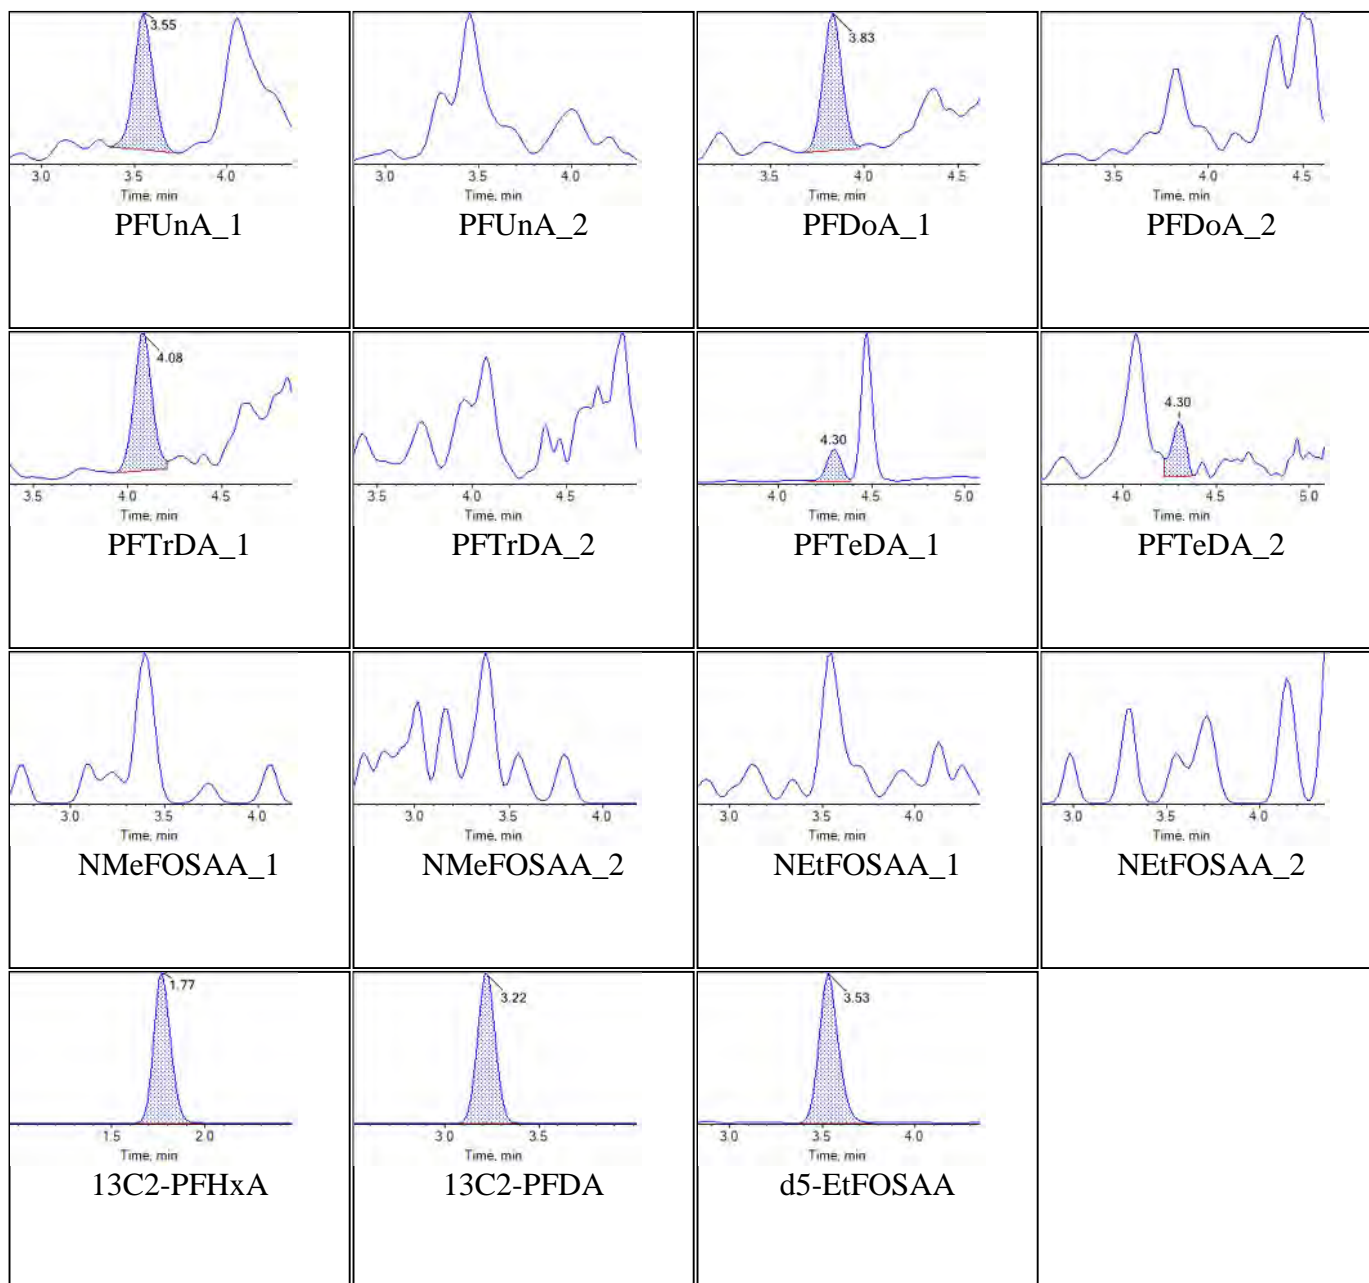 3.55
3.0 3.5 4.0
Time, min
PFUnA_1
3.0 3.5 4.0
Time, min
PFUnA_2
3.83
3.5 4.0 4.5
Time, min
PFDoA_1
3.5 4.0 4.5
Time, min
PFDoA_2
4.08
3.5 4.0 4.5
Time, min
PFTrDA_1
3.5 4.0 4.5
Time, min
PFTrDA_2
4.30
4.0 4.5 5.0
Time, min
PFTeDA_1
4.30
4.0 4.5 5.0
Time, min
PFTeDA_2
3.0 3.5 4.0
Time, min
NMeFOSAA_1
3.0 3.5 4.0
Time, min
NMeFOSAA_2
3.0 3.5 4.0
Time, min
NEtFOSAA_1
3.0 3.5 4.0
Time, min
NEtFOSAA_2
1.77
1.5 2.0
Time, min
13C2-PFHxA
3.22
3.0 3.5
Time, min
13C2-PFDA
3.53
3.0 3.5 4.0
Time, min
d5-EtFOSAA